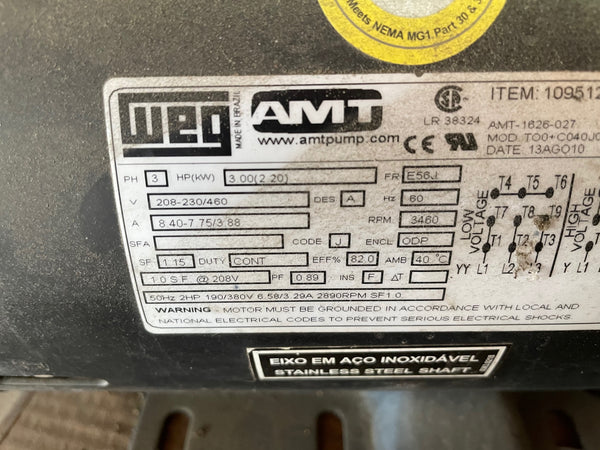 Meets NEMA MG1 Part 30 &
WEG
MADE IN BRAZIL
AMT
www.amtpump.com
LR 38324
ITEM: 109512
AMT-1626-027
MOD. TOO+C04OJ0
DATE: 13AGO10
PH 3 HP(kW) 3.00(2.20) FR E56J
V 208-230/460 DES A Hz 60
A 8.40-7.75/3.88 RPM 3460
SFA CODE J ENCL ODP
SF 1.15 DUTY CONT EFF% 82.0 AMB 40 °C
1.0 S.F. @ 208V PF 0.89 INS F ΔT
50Hz 2HP 190/380V 6.58/3.29A 2890RPM SF1.0
WARNING - MOTOR MUST BE GROUNDED IN ACCORDANCE WITH LOCAL AND
NATIONAL ELECTRICAL CODES TO PREVENT SERIOUS ELECTRICAL SHOCKS.
LOW VOLTAGE
T4 T5 T6
T7 T8 T9
T1 T2 T3
YY L1 L2 L3
HIGH VOLTAGE
Y L1
EIXO EM AÇO INOXIDÁVEL
STAINLESS STEEL SHAFT